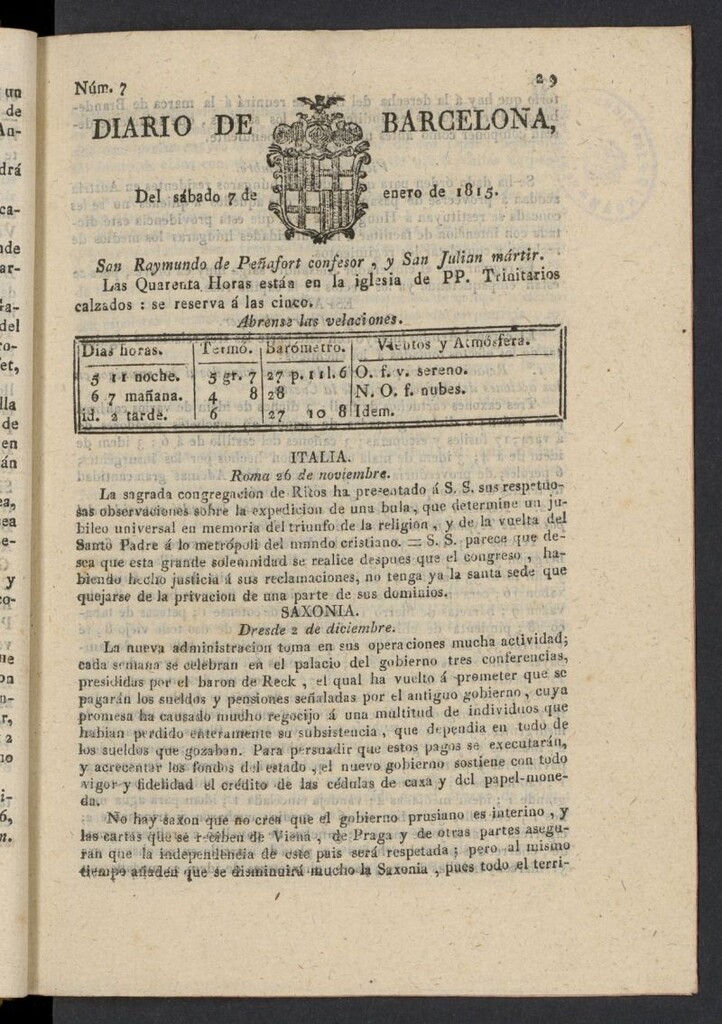 Núm. 7
29
DIARIO DE BARCELONA,
Del sábado 7 de enero de 1815.
San Raymundo de Peñafort confesor, y San Julian mártir.
Las Quarenta Horas están en la iglesia de PP. Trinitarios
calzados : se reserva á las cinco.
Abrense las velaciones.
Dias horas. Termó. Barómetro. Vientos y Atmósfera.
5 11 noche. 5 gr. 7 27 p. 11 l. 6 O. f. v. sereno.
6 7 mañana. 4 8 28 N. O. f. nubes.
id. 2 tarde. 6 27 10 8 Idem.
ITALIA.
Roma 26 de noviembre.
La sagrada congregacion de Ritos ha presentado á S. S. sus respetuo-
sas observaciones sobre la expedicion de una bula, que determine un ju-
bileo universal en memoria del triunfo de la religion, y de la vuelta del
Santo Padre á lo metrópoli del mundo cristiano. = S. S. parece que de-
sea que esta grande solemnidad se realice despues que el congreso, ha-
biendo hecho justicia á sus reclamaciones, no tenga ya la santa sede que
quejarse de la privacion de una parte de sus dominios.
SAXONIA.
Dresde 2 de diciembre.
La nueva administracion toma en sus operaciones mucha actividad;
cada semana se celebran en el palacio del gobierno tres conferencias,
presididas por el baron de Reck, el qual ha vuelto á prometer que se
pagarán los sueldos y pensiones señaladas por el antiguo gobierno, cuya
promesa ha causado mucho regocijo á una multitud de individuos que
habian perdido enteramente su subsistencia, que dependia en todo de
los sueldos que gozaban. Para persuadir que estos pagos se executarán,
y acrecentar los fondos del estado, el nuevo gobierno sostiene con todo
vigor y fidelidad el crédito de las cédulas de caxa y del papel-mone-
da.
No hay saxon que no crea que el gobierno prusiano es interino, y
las cartas que se reciben de Viena, de Praga y de otras partes asegu-
ran que la independencia de este pais será respetada; pero al mismo
tiempo añaden que se disminuirá mucho la Saxonia, pues todo el terri-